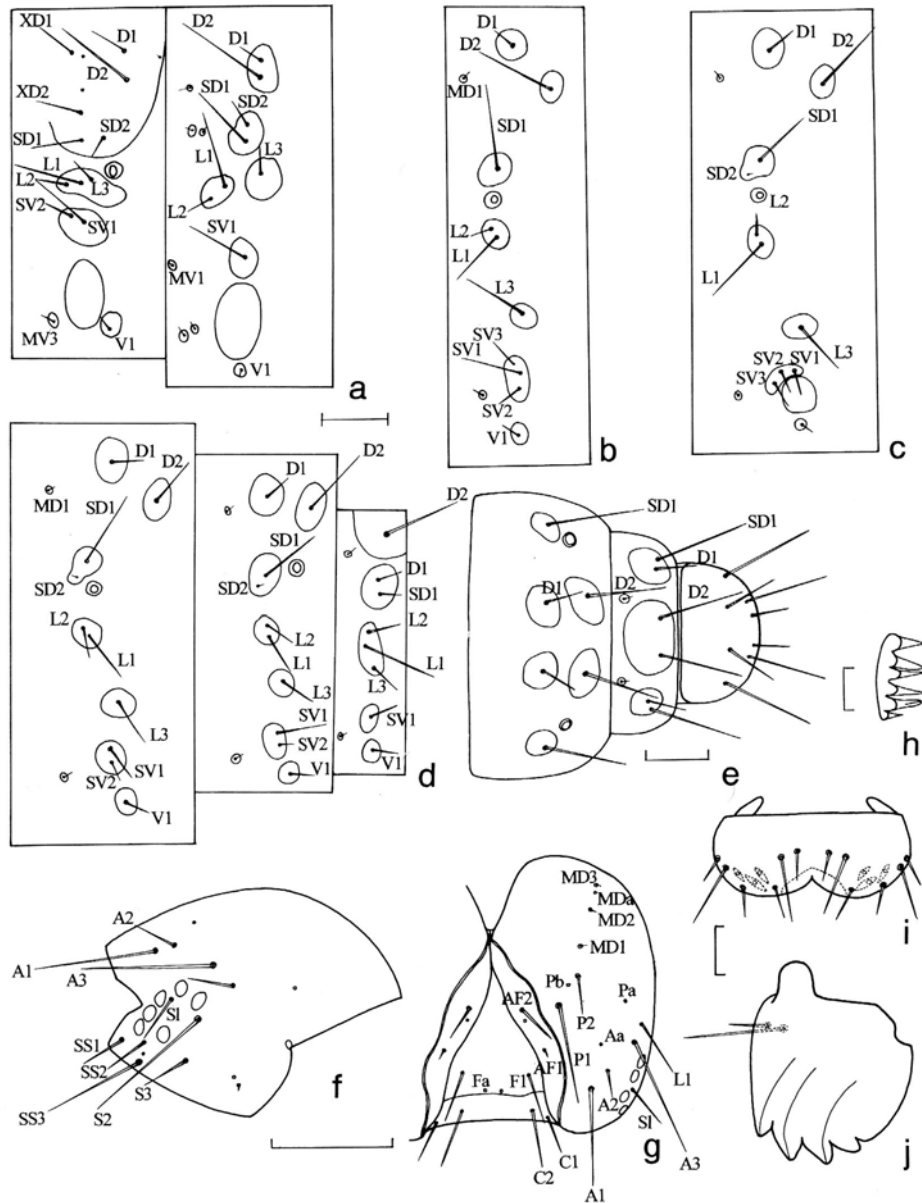 XD1
D1
D2
XD2
SD1
SD2
L1
L2
L3
SV2
SV1
MV3
V1
D2
D1
SD1
SD2
L1
L3
L2
SV1
MV1
V1
a
D1
D2
MD1
SD1
L2
L1
L3
SV3
SV1
SV2
V1
b
D1
D2
SD1
SD2
L2
L1
L3
SV2 SV1
SV3
c
D1
D2
MD1
SD1
SD2
L2
L1
L3
SV1
SV2
V1
D1
D2
SD1
SD2
L2
L1
L3
SV1
SV2
V1
D2
D1
SD1
L2
L1
L3
SV1
V1
d
SD1
SD1
D1
D1
D2
D2
e
h
i
j
A2
A1
A3
Sl
SS1
SS2
SS3
S2
S3
f
MD3
MDa
MD2
MD1
Pb
Pa
AF2
P2
Aa
P1
L1
AF1
Fa
F1
A2
Sl
A3
C1
C2
A1
g